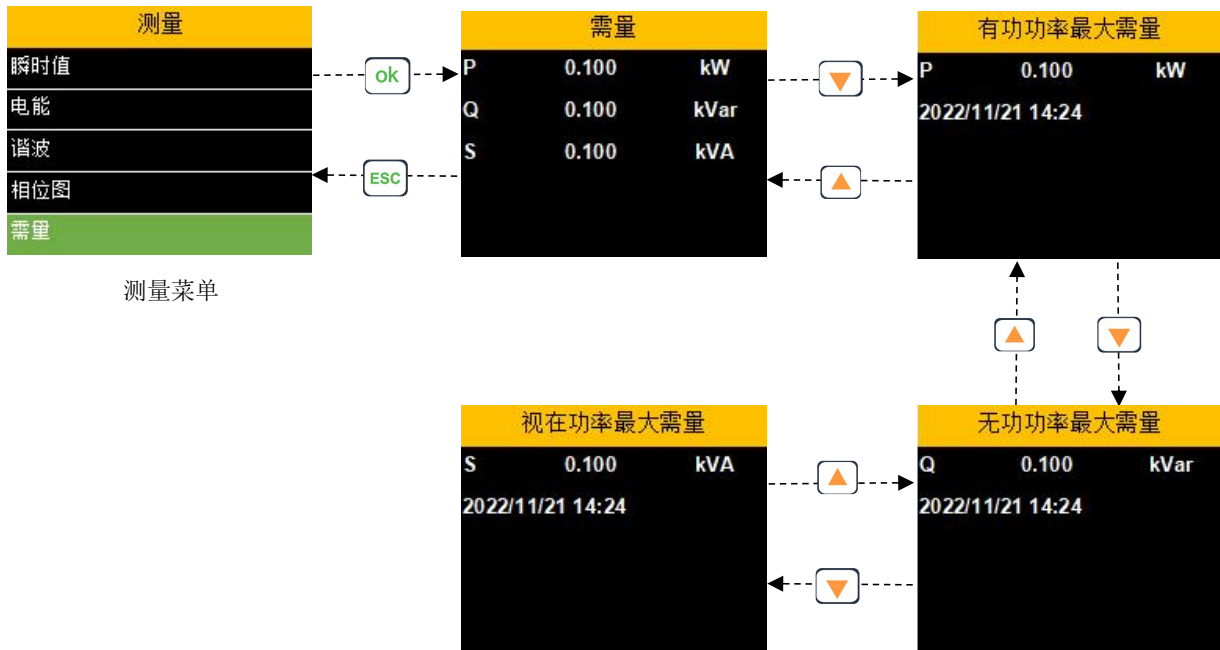 测量
瞬时值
电能
谐波
相位图
需量
测量菜单
ok
ESC
需量
P 0.100 kW
Q 0.100 kVar
S 0.100 kVA
有功功率最大需量
P 0.100 kW
2022/11/21 14:24
无功功率最大需量
Q 0.100 kVar
2022/11/21 14:24
视在功率最大需量
S 0.100 kVA
2022/11/21 14:24